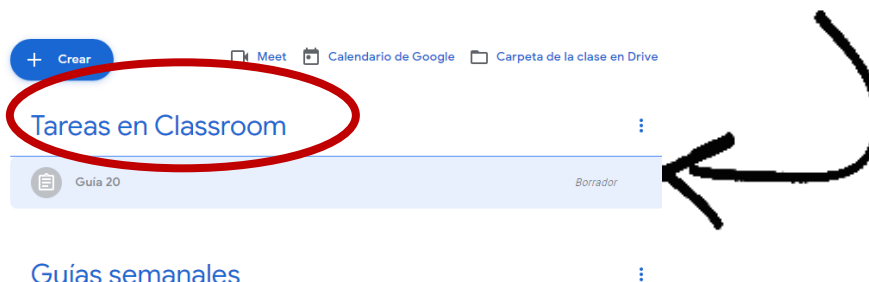 + Crear Meet Calendario de Google Carpeta de la clase en Drive
Tareas en Classroom
Guía 20 Borrador
Guías semanales